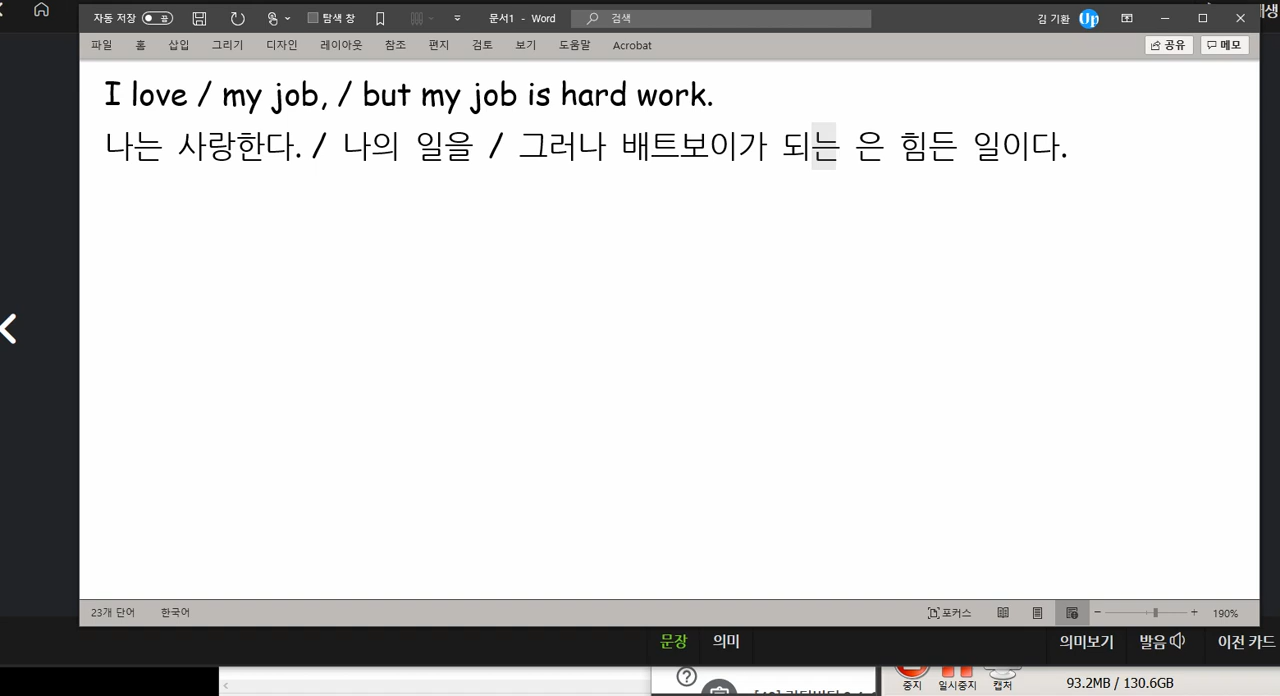 자동 저장 끔 탐색 창 문서1 - Word 검색 김 기환 Up
파일 홈 삽입 그리기 디자인 레이아웃 참조 편지 검토 보기 도움말 Acrobat 공유 메모
I love / my job, / but my job is hard work.
나는 사랑한다. / 나의 일을 / 그러나 배트보이가 되는 은 힘든 일이다.
23개 단어 한국어 포커스 190%
문장 의미 의미보기 발음 이전 카드
중지 일시중지 캡처 93.2MB / 130.6GB